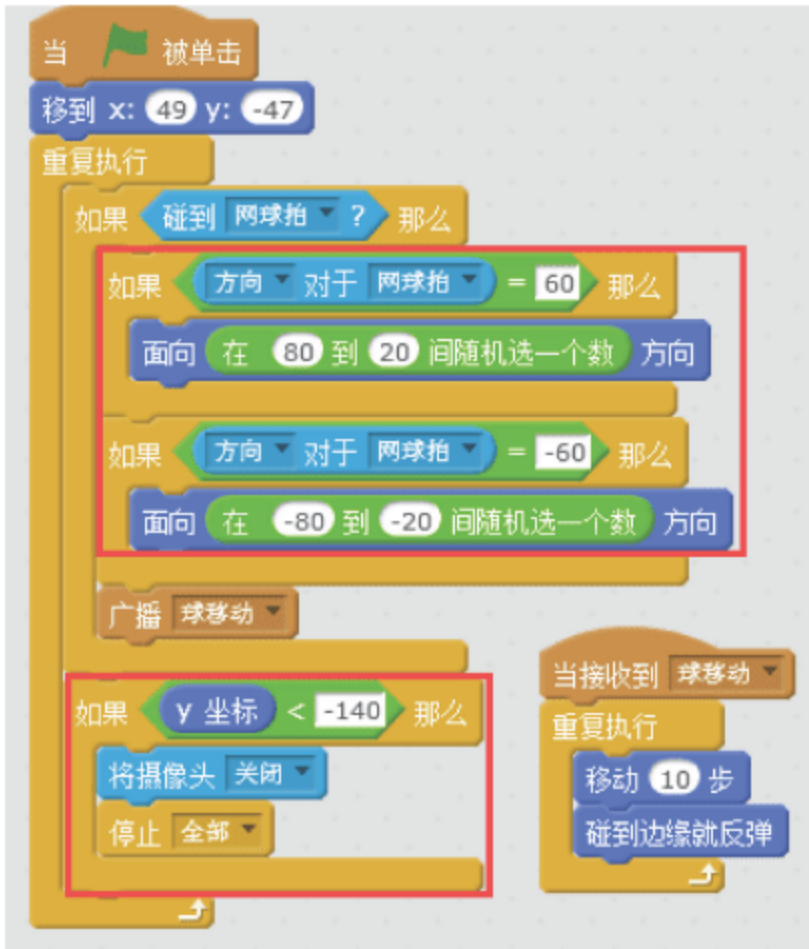 当 被单击
移到 x: 49 y: -47
重复执行
如果 碰到 网球拍 ? 那么
如果 方向 对于 网球拍 = 60 那么
面向 在 80 到 20 间随机选一个数 方向
如果 方向 对于 网球拍 = -60 那么
面向 在 -80 到 -20 间随机选一个数 方向
广播 球移动
如果 y 坐标 < -140 那么
将摄像头 关闭
停止 全部
当接收到 球移动
重复执行
移动 10 步
碰到边缘就反弹